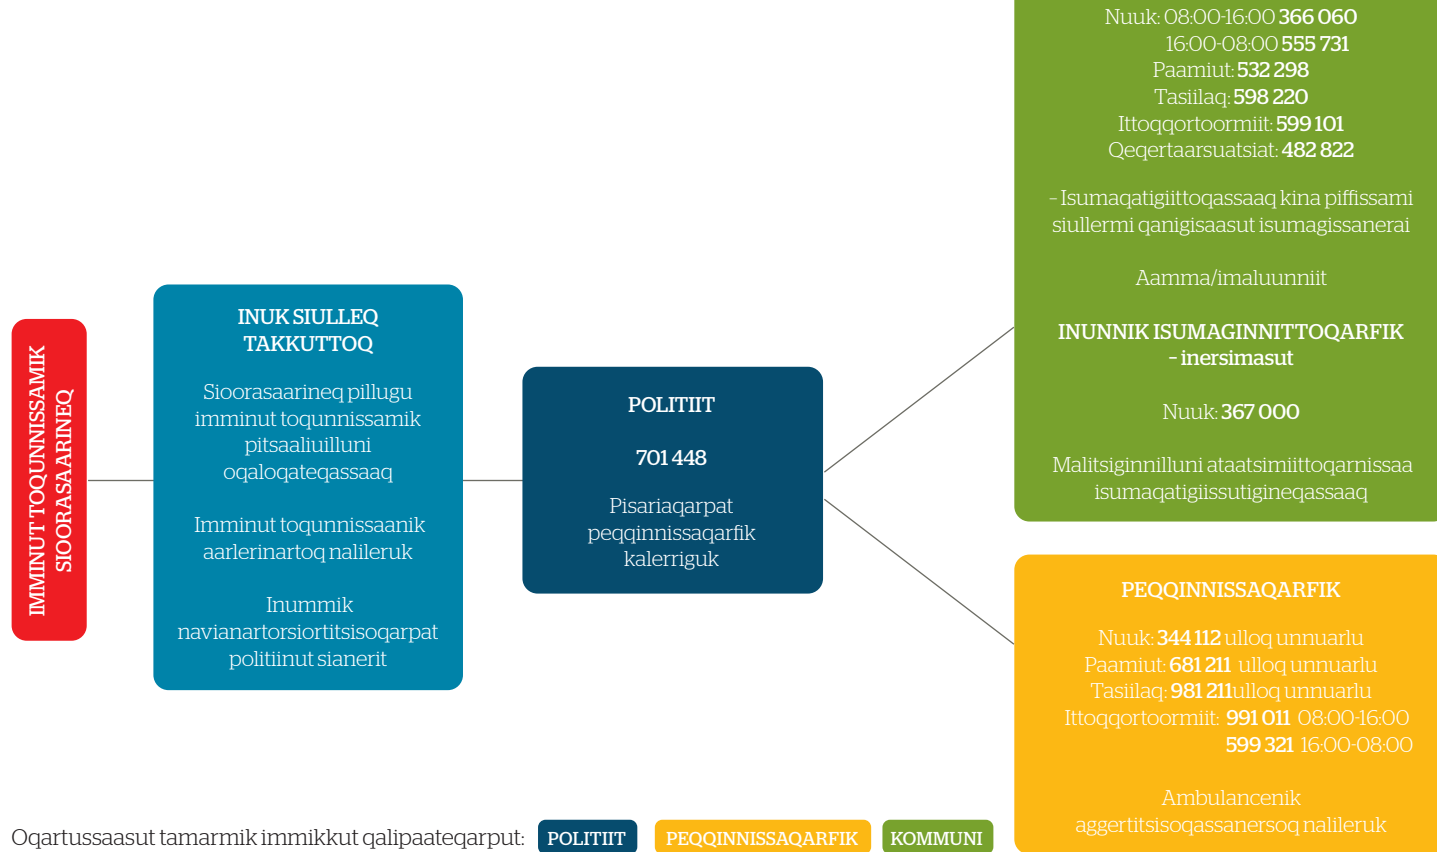 IMMINUT TOQUNNISSAMIK
SIOORASAARINEQ
INUK SIULLEQ
TAKKUTTOQ
Sioorasaarineq pillugu
imminut toqunnissamik
pitsaaliuilluni
oqaloqateqassaaq
Imminut toqunnissaanik
aarlerinartoq nalileruk
Inummik
navianartorsiortitsisoqarpat
politiinut sianerit
POLITIIT
701 448
Pisariaqarpat
peqqinnissaqarfik
kalerriguk
Nuuk: 08:00-16:00 366 060
16:00-08:00 555 731
Paamiut: 532 298
Tasiilaq: 598 220
Ittoqqortoormiit: 599 101
Qeqertaarsuatsiat: 482 822
– Isumaqatigiittoqassaaq kina piffissami
siullermi qanigisaasut isumagissanerai
Aamma/imaluunniit
INUNNIK ISUMAGINNITTOQARFIK
– inersimasut
Nuuk: 367 000
Malitsiginnilluni ataatsimiittoqarnissaa
isumaqatigiissutigineqassaaq
PEQQINNISSAQARFIK
Nuuk: 344 112 ulloq unnuarlu
Paamiut: 681 211 ulloq unnuarlu
Tasiilaq: 981 211ulloq unnuarlu
Ittoqqortoormiit: 991 011 08:00-16:00
599 321 16:00-08:00
Ambulancenik
aggertitsisoqassanersoq nalileruk
Oqartussaasut tamarmik immikkut qalipaateqarput: POLITIIT PEQQINNISSAQARFIK KOMMUNI